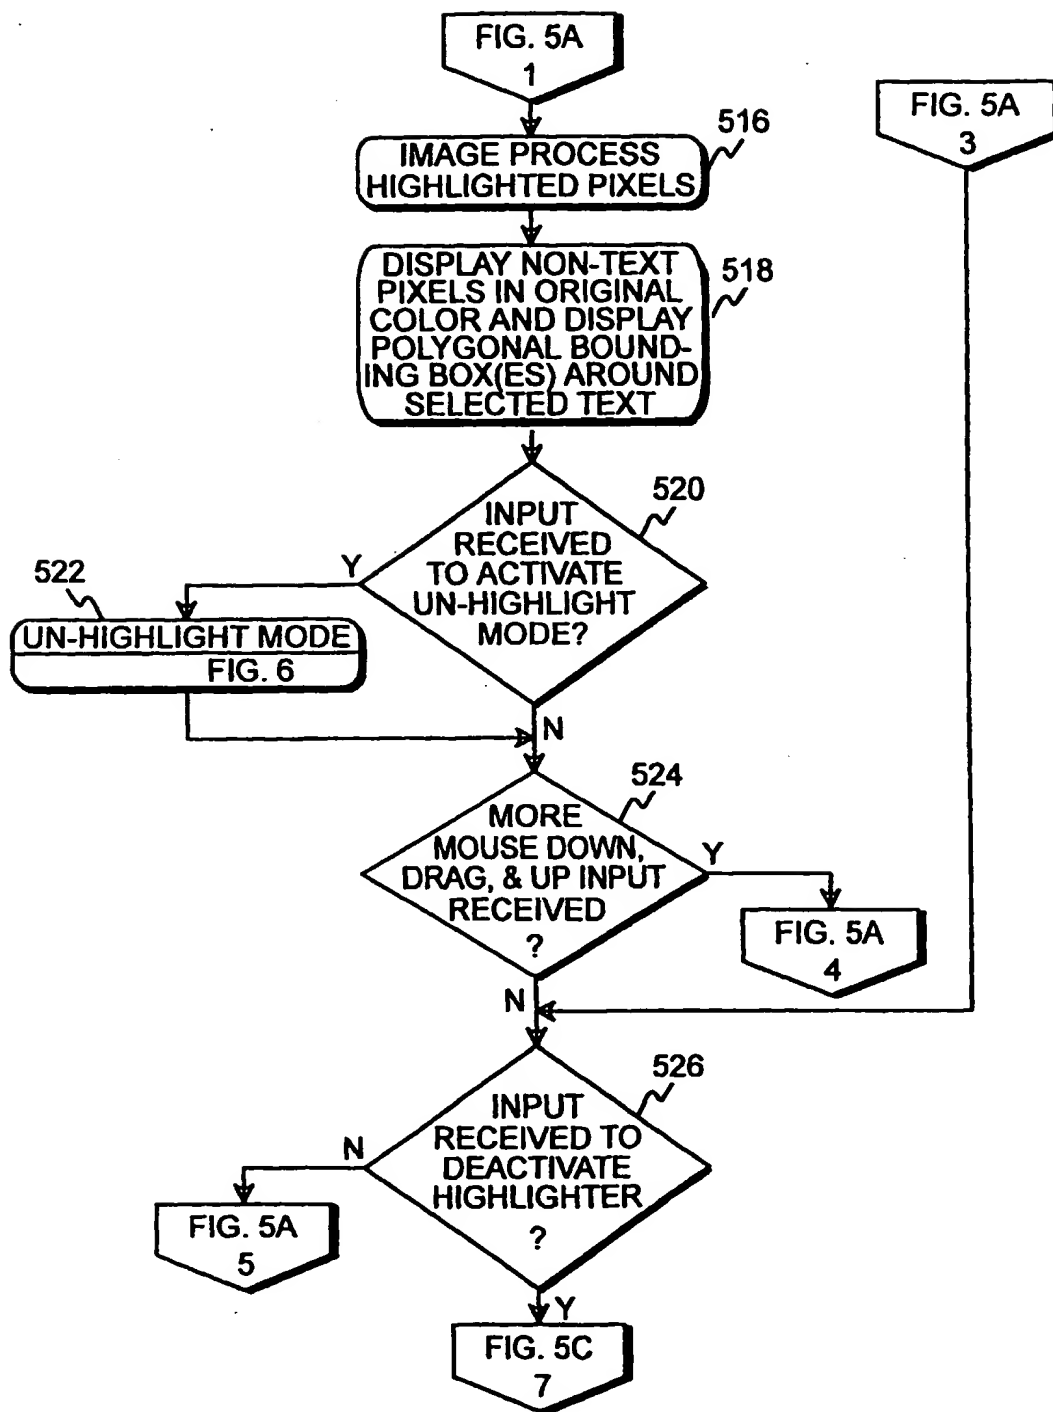 FIG. 5A
1
FIG. 5A
3
516
IMAGE PROCESS
HIGHLIGHTED PIXELS
518
DISPLAY NON-TEXT
PIXELS IN ORIGINAL
COLOR AND DISPLAY
POLYGONAL BOUND-
ING BOX(ES) AROUND
SELECTED TEXT
520
INPUT
RECEIVED
TO ACTIVATE
UN-HIGHLIGHT
MODE?
Y
522
UN-HIGHLIGHT MODE
FIG. 6
N
524
MORE
MOUSE DOWN,
DRAG, & UP INPUT
RECEIVED
?
Y
FIG. 5A
4
N
526
INPUT
RECEIVED TO
DEACTIVATE
HIGHLIGHTER
?
N
FIG. 5A
5
Y
FIG. 5C
7